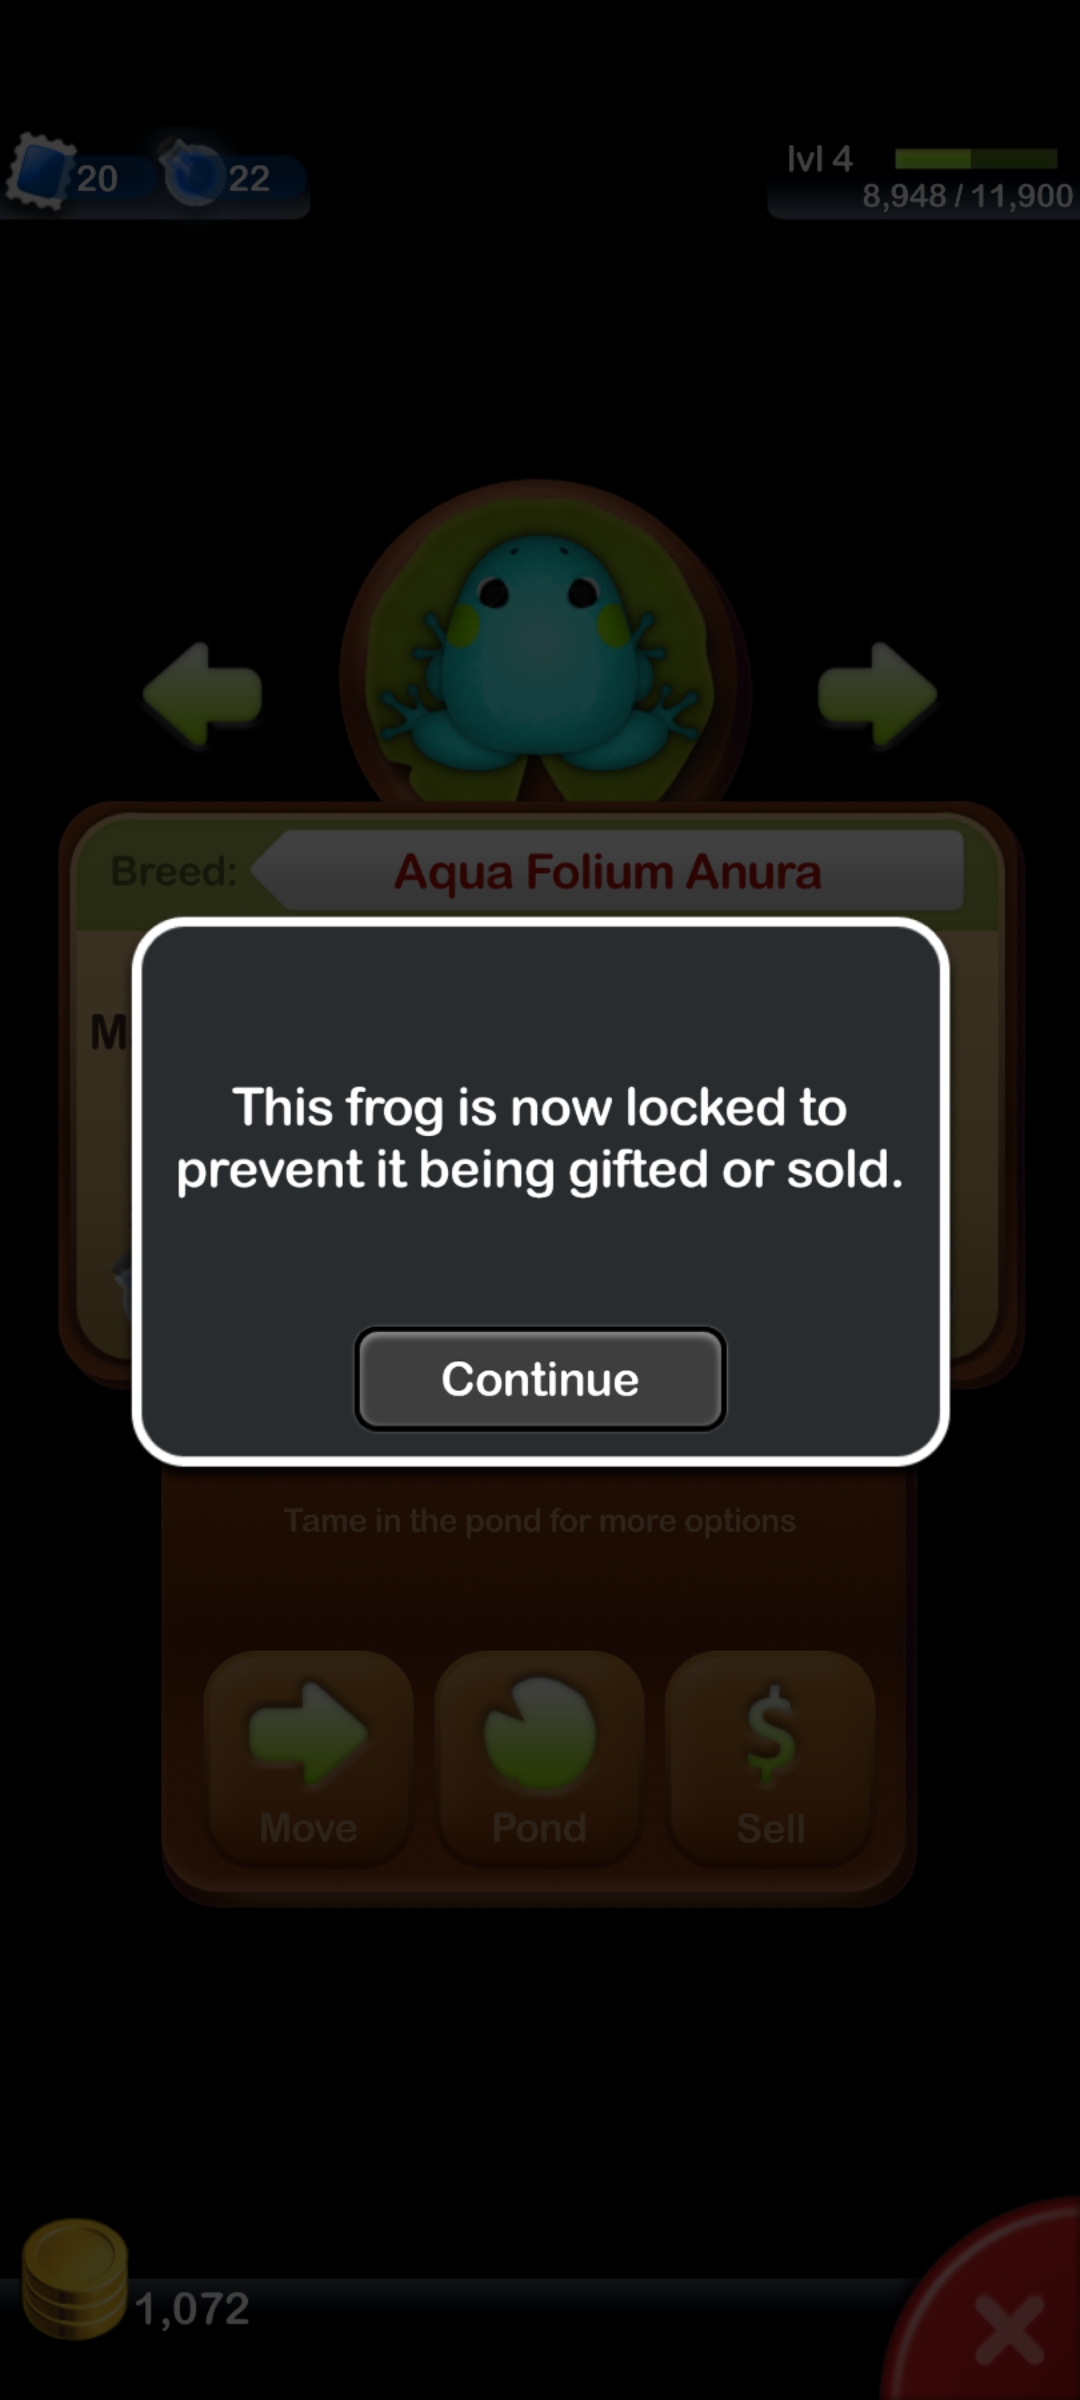 20
22
lvl 4
8,948 / 11,900
Breed:
Aqua Folium Anura
This frog is now locked to
prevent it being gifted or sold.
Continue
Tame in the pond for more options
Move
Pond
Sell
1,072